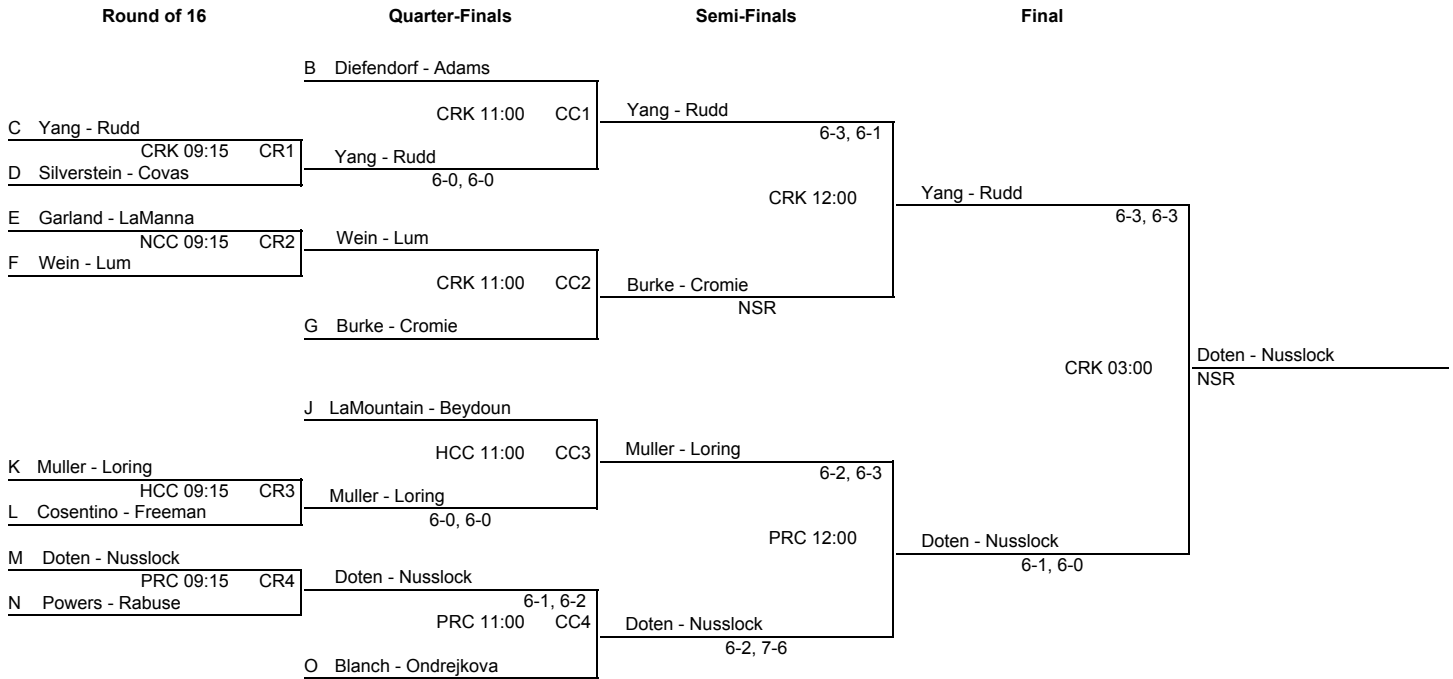 Round of 16 Quarter-Finals Semi-Finals Final
B Diefendorf - Adams
CRK 11:00 CC1 Yang - Rudd
C Yang - Rudd 6-3, 6-1
CRK 09:15 CR1 Yang - Rudd
D Silverstein - Covas 6-0, 6-0
CRK 12:00 Yang - Rudd
E Garland - LaManna 6-3, 6-3
NCC 09:15 CR2 Wein - Lum
F Wein - Lum
CRK 11:00 CC2 Burke - Cromie
NSR
G Burke - Cromie
CRK 03:00 Doten - Nusslock
NSR
J LaMountain - Beydoun
HCC 11:00 CC3 Muller - Loring
K Muller - Loring 6-2, 6-3
HCC 09:15 CR3 Muller - Loring
L Cosentino - Freeman 6-0, 6-0
PRC 12:00 Doten - Nusslock
M Doten - Nusslock 6-1, 6-0
PRC 09:15 CR4 Doten - Nusslock
N Powers - Rabuse 6-1, 6-2
PRC 11:00 CC4 Doten - Nusslock
6-2, 7-6
O Blanch - Ondrejkova